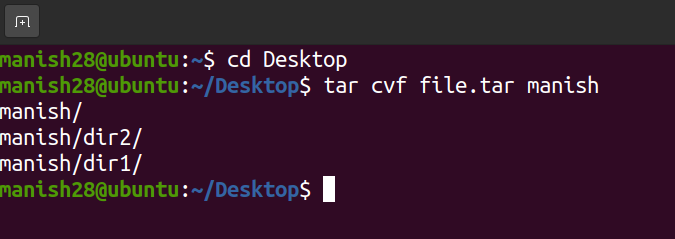 manish28@ubuntu:~$ cd Desktop
manish28@ubuntu:~/Desktop$ tar cvf file.tar manish
manish/
manish/dir2/
manish/dir1/
manish28@ubuntu:~/Desktop$